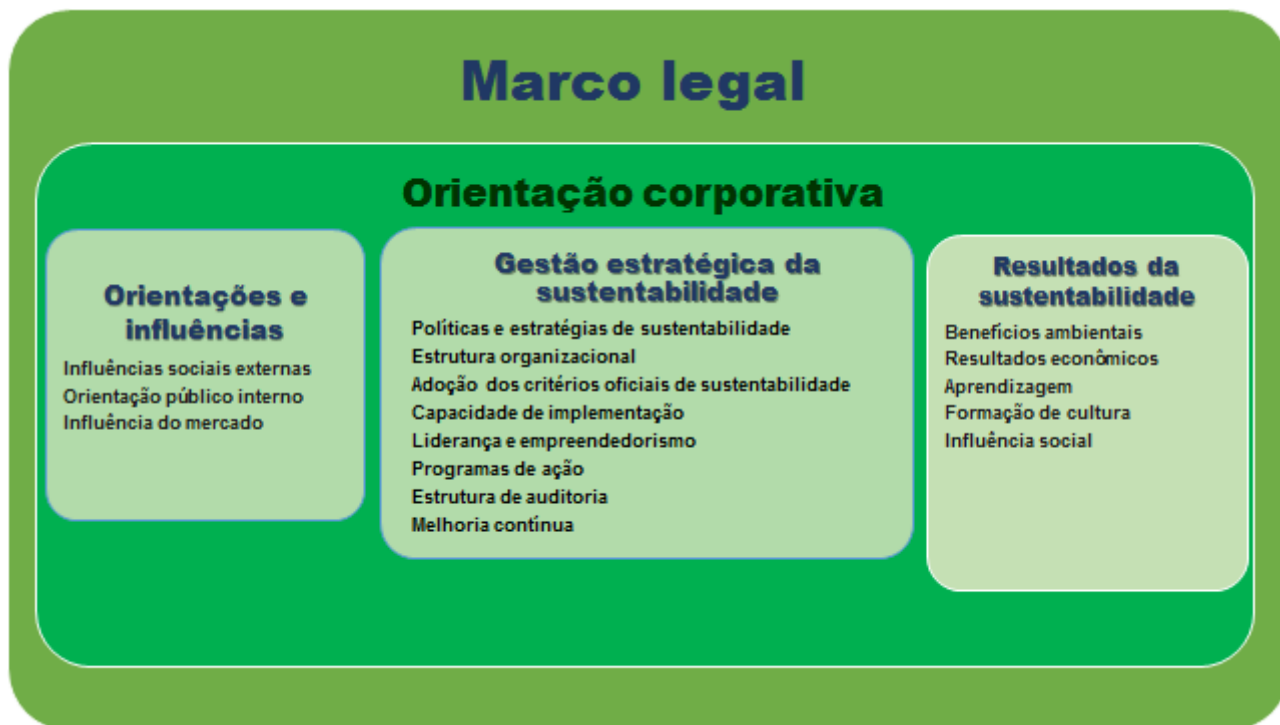 Marco legal
Orientação corporativa
Orientações e
influências
Influências sociais externas
Orientação público interno
Influência do mercado
Gestão estratégica da
sustentabilidade
Políticas e estratégias de sustentabilidade
Estrutura organizacional
Adoção dos critérios oficiais de sustentabilidade
Capacidade de implementação
Liderança e empreendedorismo
Programas de ação
Estrutura de auditoria
Melhoria contínua
Resultados da
sustentabilidade
Benefícios ambientais
Resultados econômicos
Aprendizagem
Formação de cultura
Influência social